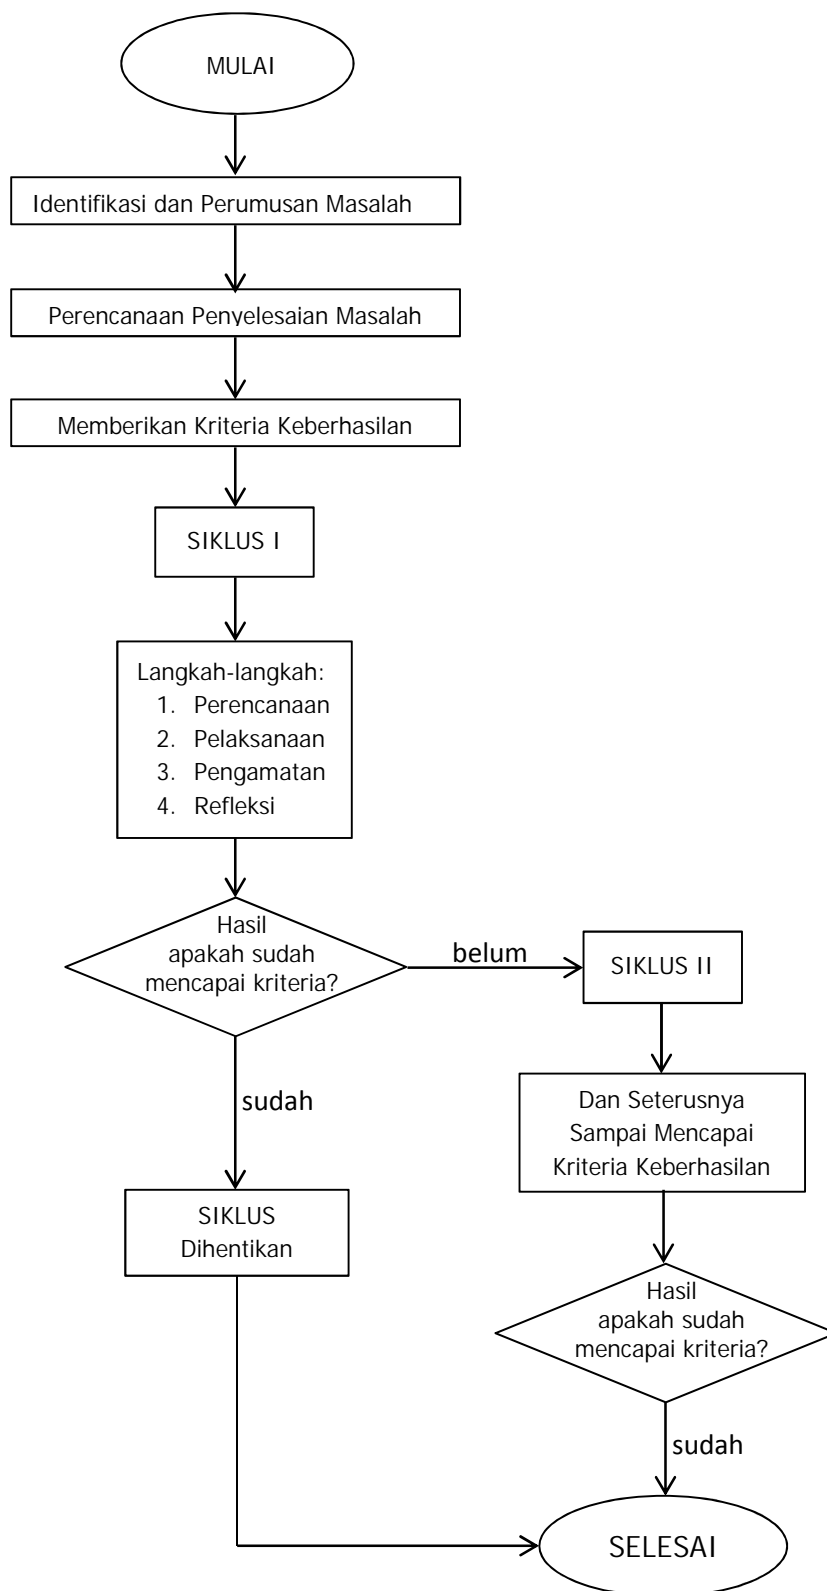 MULAI
Identifikasi dan Perumusan Masalah
Perencanaan Penyelesaian Masalah
Memberikan Kriteria Keberhasilan
SIKLUS I
Langkah-langkah:
1. Perencanaan
2. Pelaksanaan
3. Pengamatan
4. Refleksi
Hasil
apakah sudah
mencapai kriteria?
belum
SIKLUS II
sudah
Dan Seterusnya
Sampai Mencapai
Kriteria Keberhasilan
SIKLUS
Dihentikan
Hasil
apakah sudah
mencapai kriteria?
sudah
SELESAI